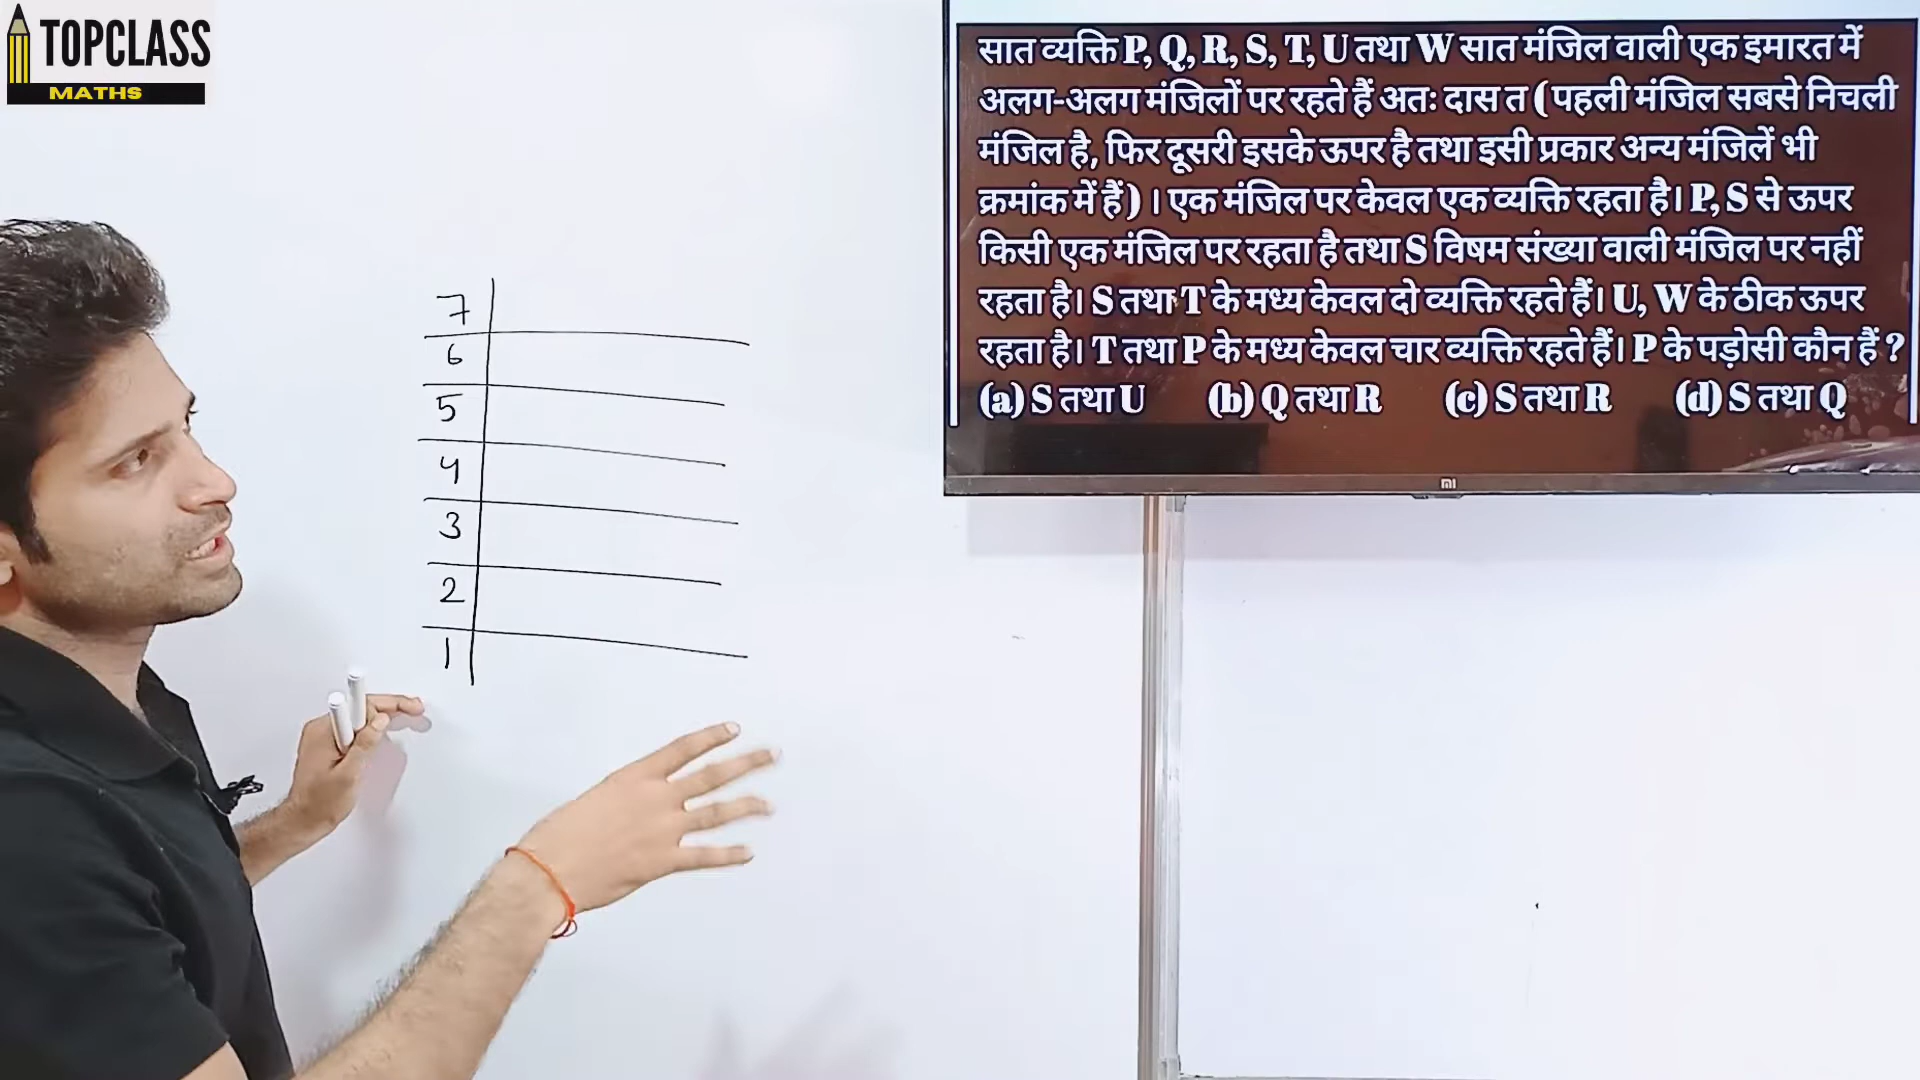 TOPCLASS
MATHS
सात व्यक्ति P, Q, R, S, T, U तथा W सात मंजिल वाली एक इमारत में
अलग-अलग मंजिलों पर रहते हैं अतः दास त ( पहली मंजिल सबसे निचली
मंजिल है, फिर दूसरी इसके ऊपर है तथा इसी प्रकार अन्य मंजिलें भी
क्रमांक में हैं ) । एक मंजिल पर केवल एक व्यक्ति रहता है। P, S से ऊपर
किसी एक मंजिल पर रहता है तथा S विषम संख्या वाली मंजिल पर नहीं
रहता है। S तथा T के मध्य केवल दो व्यक्ति रहते हैं। U, W के ठीक ऊपर
रहता है। T तथा P के मध्य केवल चार व्यक्ति रहते हैं। P के पड़ोसी कौन हैं ?
(a) S तथा U (b) Q तथा R (c) S तथा R (d) S तथा Q
mi
7
6
5
4
3
2
1